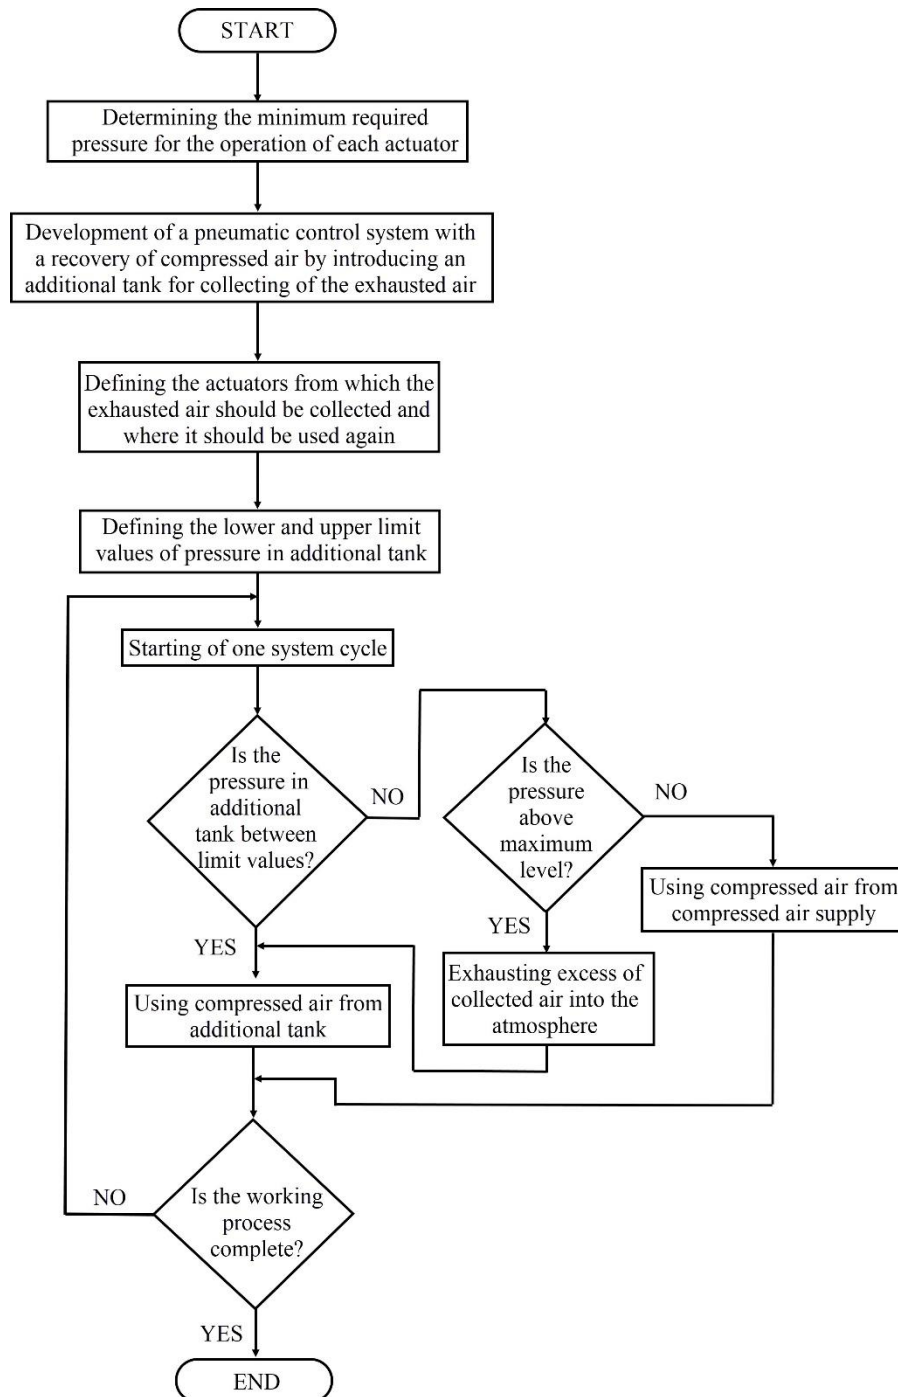 START
Determining the minimum required
pressure for the operation of each actuator
Development of a pneumatic control system with
a recovery of compressed air by introducing an
additional tank for collecting of the exhausted air
Defining the actuators from which the
exhausted air should be collected and
where it should be used again
Defining the lower and upper limit
values of pressure in additional tank
Starting of one system cycle
Is the
pressure in
additional
tank between
limit values?
NO
Is the
pressure
above
maximum
level?
NO
Using compressed air from
compressed air supply
YES
Exhausting excess of
collected air into the
atmosphere
YES
Using compressed air from
additional tank
Is the working
process
complete?
NO
YES
END